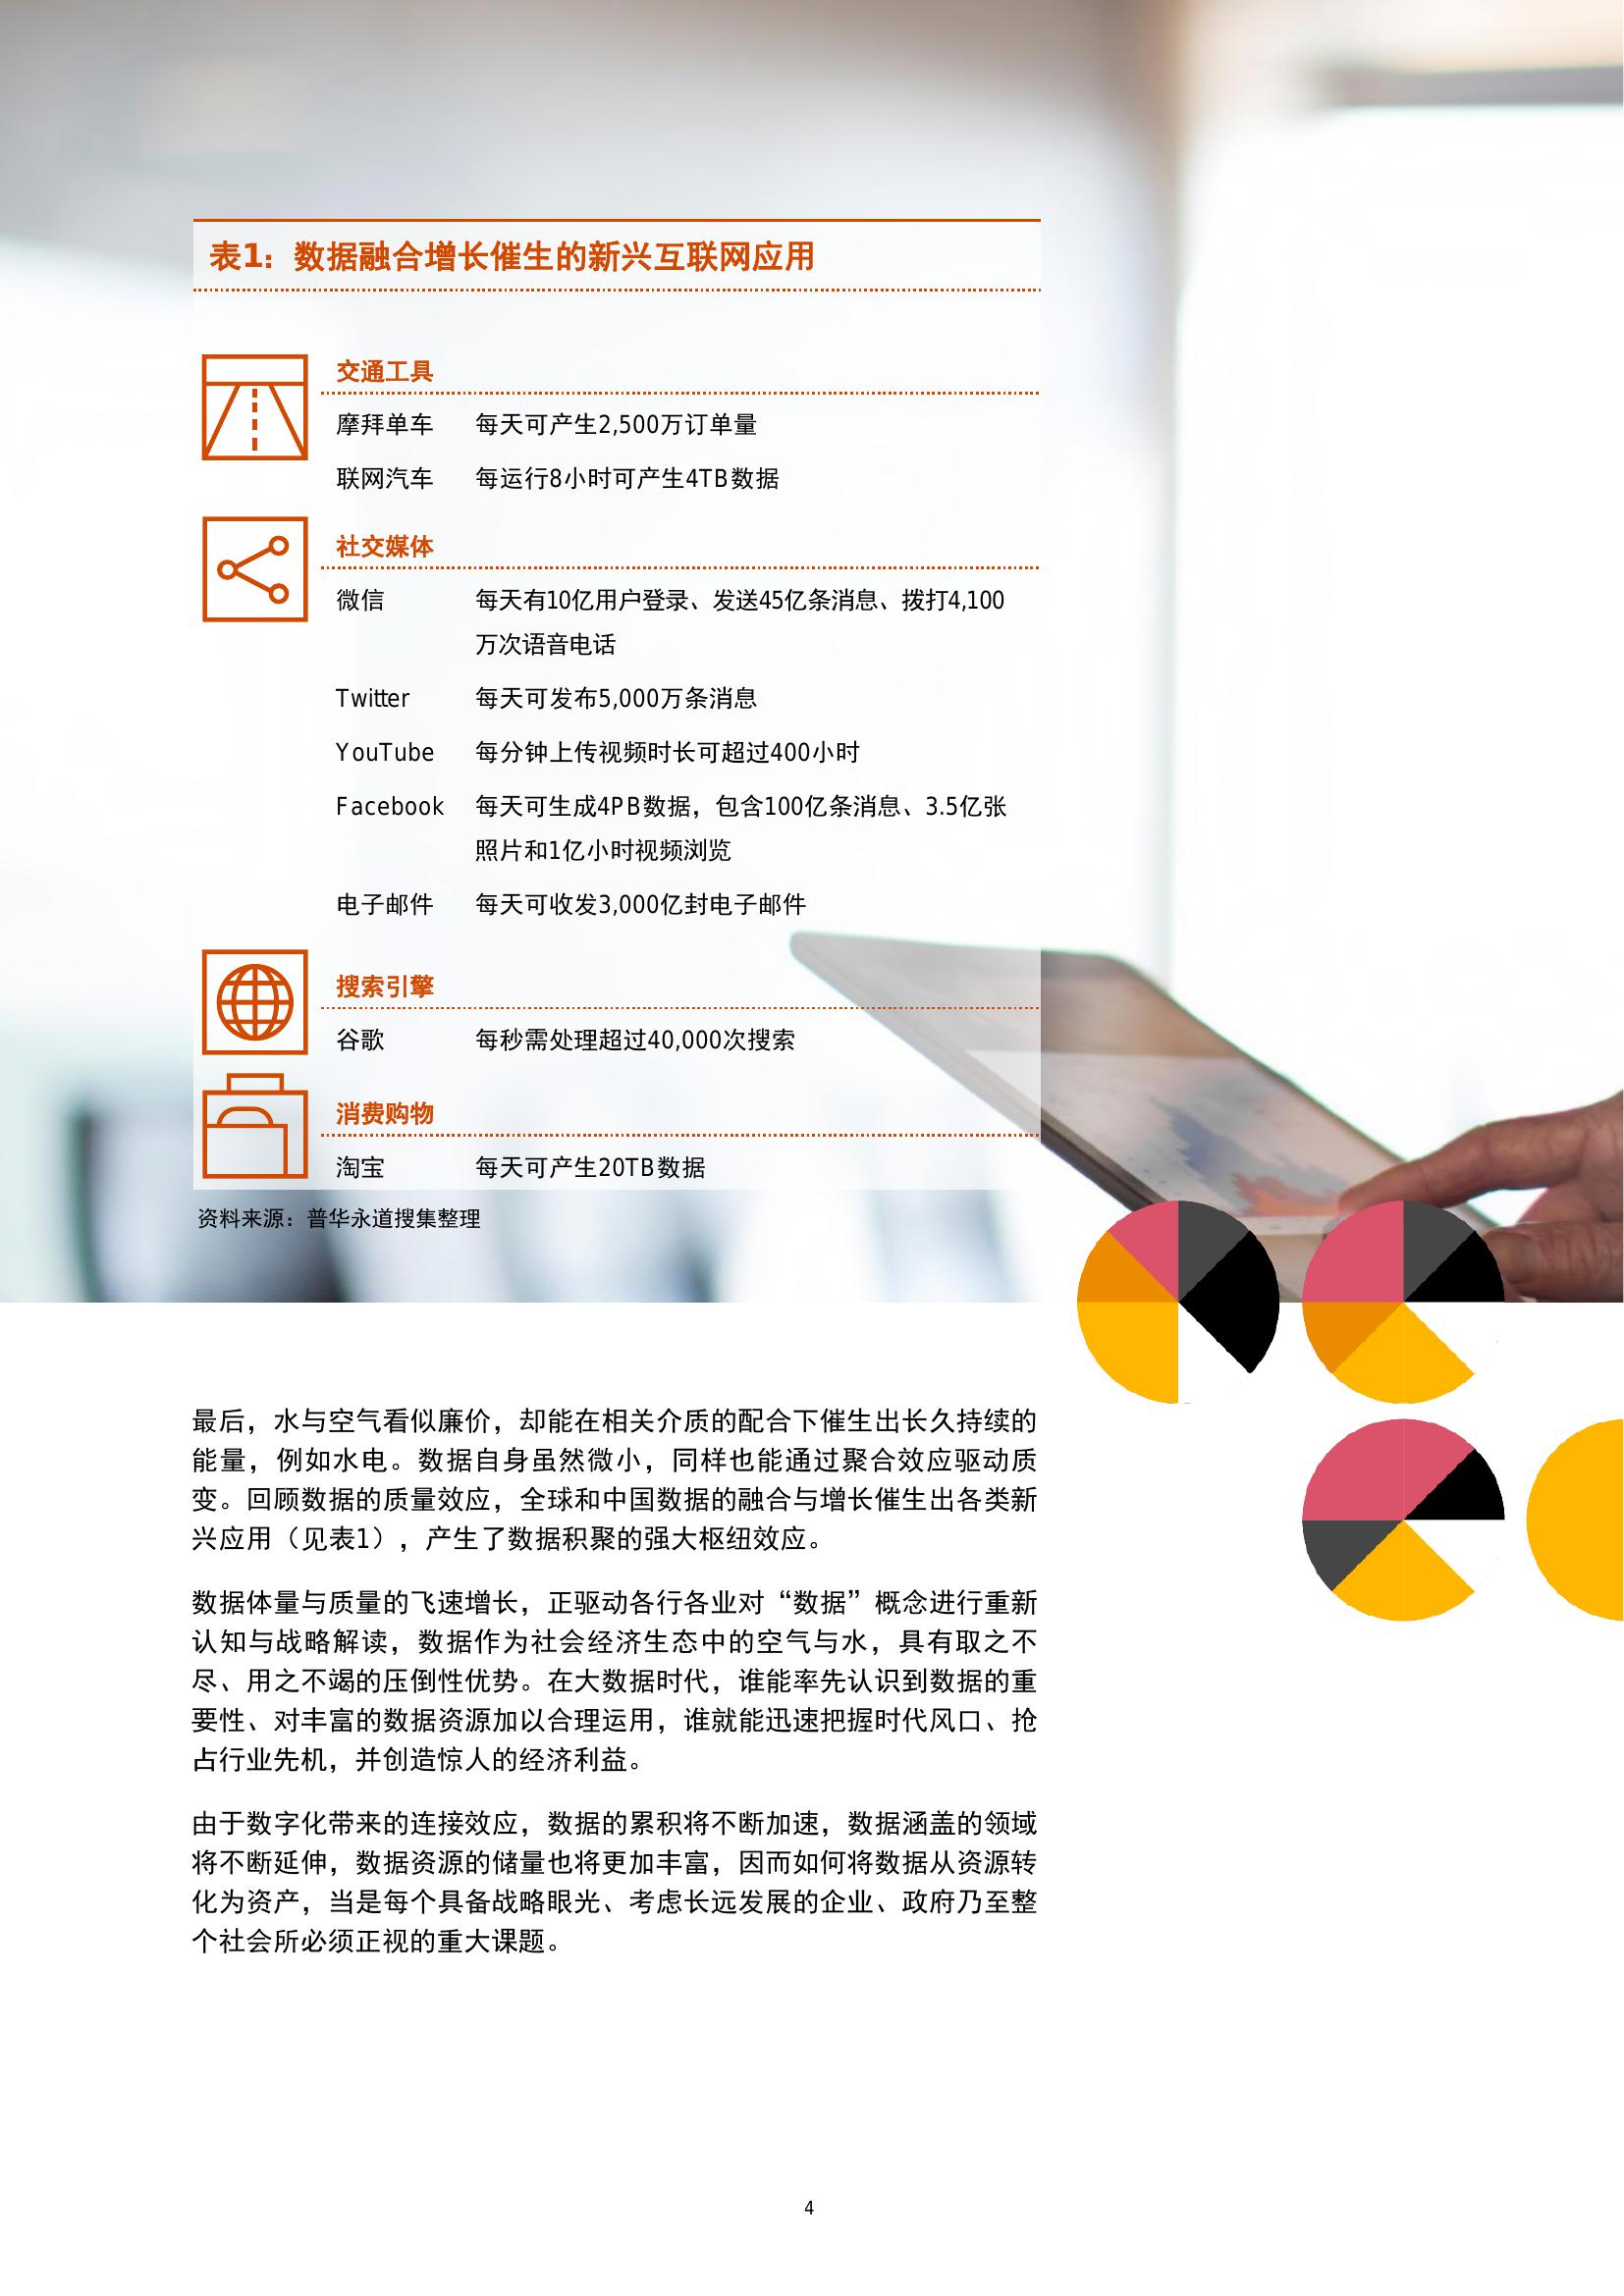 表1：数据融合增长催生的新兴互联网应用
交通工具
摩拜单车 每天可产生2,500万订单量
联网汽车 每运行8小时可产生4TB数据
社交媒体
微信 每天有10亿用户登录、发送45亿条消息、拨打4,100
万次语音电话
Twitter 每天可发布5,000万条消息
YouTube 每分钟上传视频时长可超过400小时
Facebook 每天可生成4PB数据，包含100亿条消息、3.5亿张
照片和1亿小时视频浏览
电子邮件 每天可收发3,000亿封电子邮件
搜索引擎
谷歌 每秒需处理超过40,000次搜索
消费购物
淘宝 每天可产生20TB数据
资料来源：普华永道搜集整理
最后，水与空气看似廉价，却能在相关介质的配合下催生出长久持续的
能量，例如水电。数据自身虽然微小，同样也能通过聚合效应驱动质
变。回顾数据的质量效应，全球和中国数据的融合与增长催生出各类新
兴应用（见表1），产生了数据积聚的强大枢纽效应。
数据体量与质量的飞速增长，正驱动各行各业对“数据”概念进行重新
认知与战略解读，数据作为社会经济生态中的空气与水，具有取之不
尽、用之不竭的压倒性优势。在大数据时代，谁能率先认识到数据的重
要性、对丰富的数据资源加以合理运用，谁就能迅速把握时代风口、抢
占行业先机，并创造惊人的经济利益。
由于数字化带来的连接效应，数据的累积将不断加速，数据涵盖的领域
将不断延伸，数据资源的储量也将更加丰富，因而如何将数据从资源转
化为资产，当是每个具备战略眼光、考虑长远发展的企业、政府乃至整
个社会所必须正视的重大课题。
4